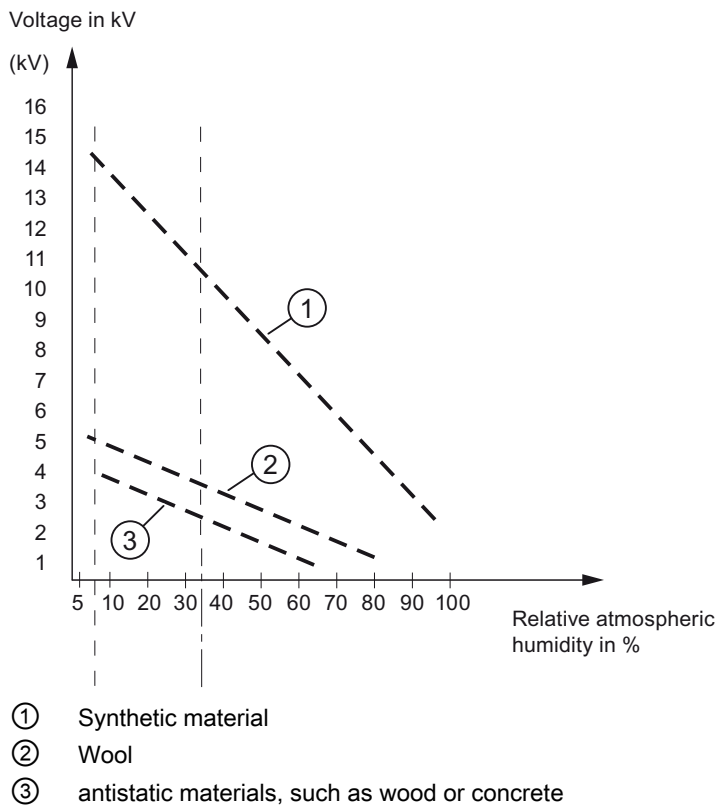 Voltage in kV
(kV)
16
15
14
13
12
11
10
9
8
7
6
5
4
3
2
1
①
②
③
5 10 20 30 40 50 60 70 80 90 100
Relative atmospheric
humidity in %
① Synthetic material
② Wool
③ antistatic materials, such as wood or concrete